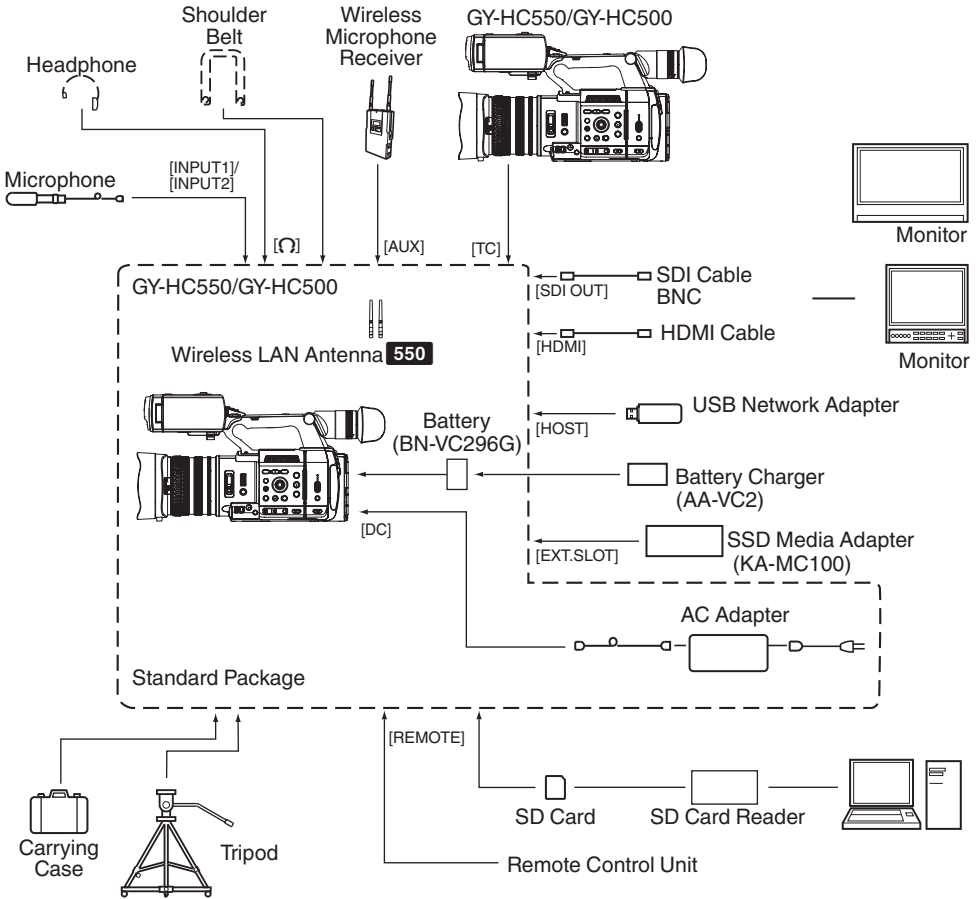 Shoulder
Belt
Wireless
Microphone
Receiver
GY-HC550/GY-HC500
Headphone
[INPUT1]/
[INPUT2]
Microphone
[ ]
[AUX]
[TC]
Monitor
GY-HC550/GY-HC500
[SDI OUT]
SDI Cable
BNC
Wireless LAN Antenna 550
[HDMI]
HDMI Cable
Monitor
Battery
(BN-VC296G)
[HOST]
USB Network Adapter
Battery Charger
(AA-VC2)
[DC]
[EXT.SLOT]
SSD Media Adapter
(KA-MC100)
AC Adapter
Standard Package
[REMOTE]
SD Card
SD Card Reader
Carrying
Case
Tripod
Remote Control Unit